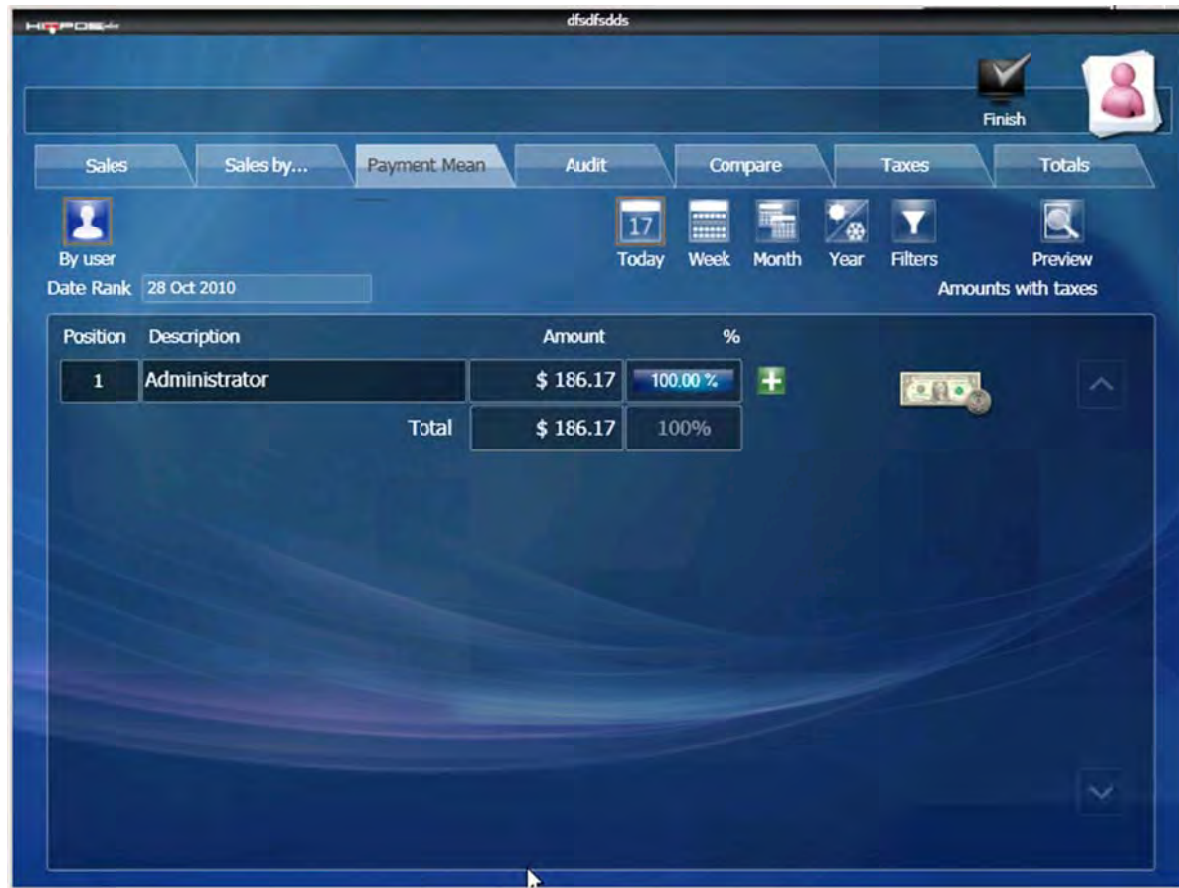 HIOPOS
dfsdfsdds
Finish
Sales Sales by... Payment Mean Audit Compare Taxes Totals
17
By user Today Week Month Year Filters Preview
Date Rank 28 Oct 2010 Amounts with taxes
Position Description Amount %
1 Administrator $ 186.17 100.00 %
Total $ 186.17 100%